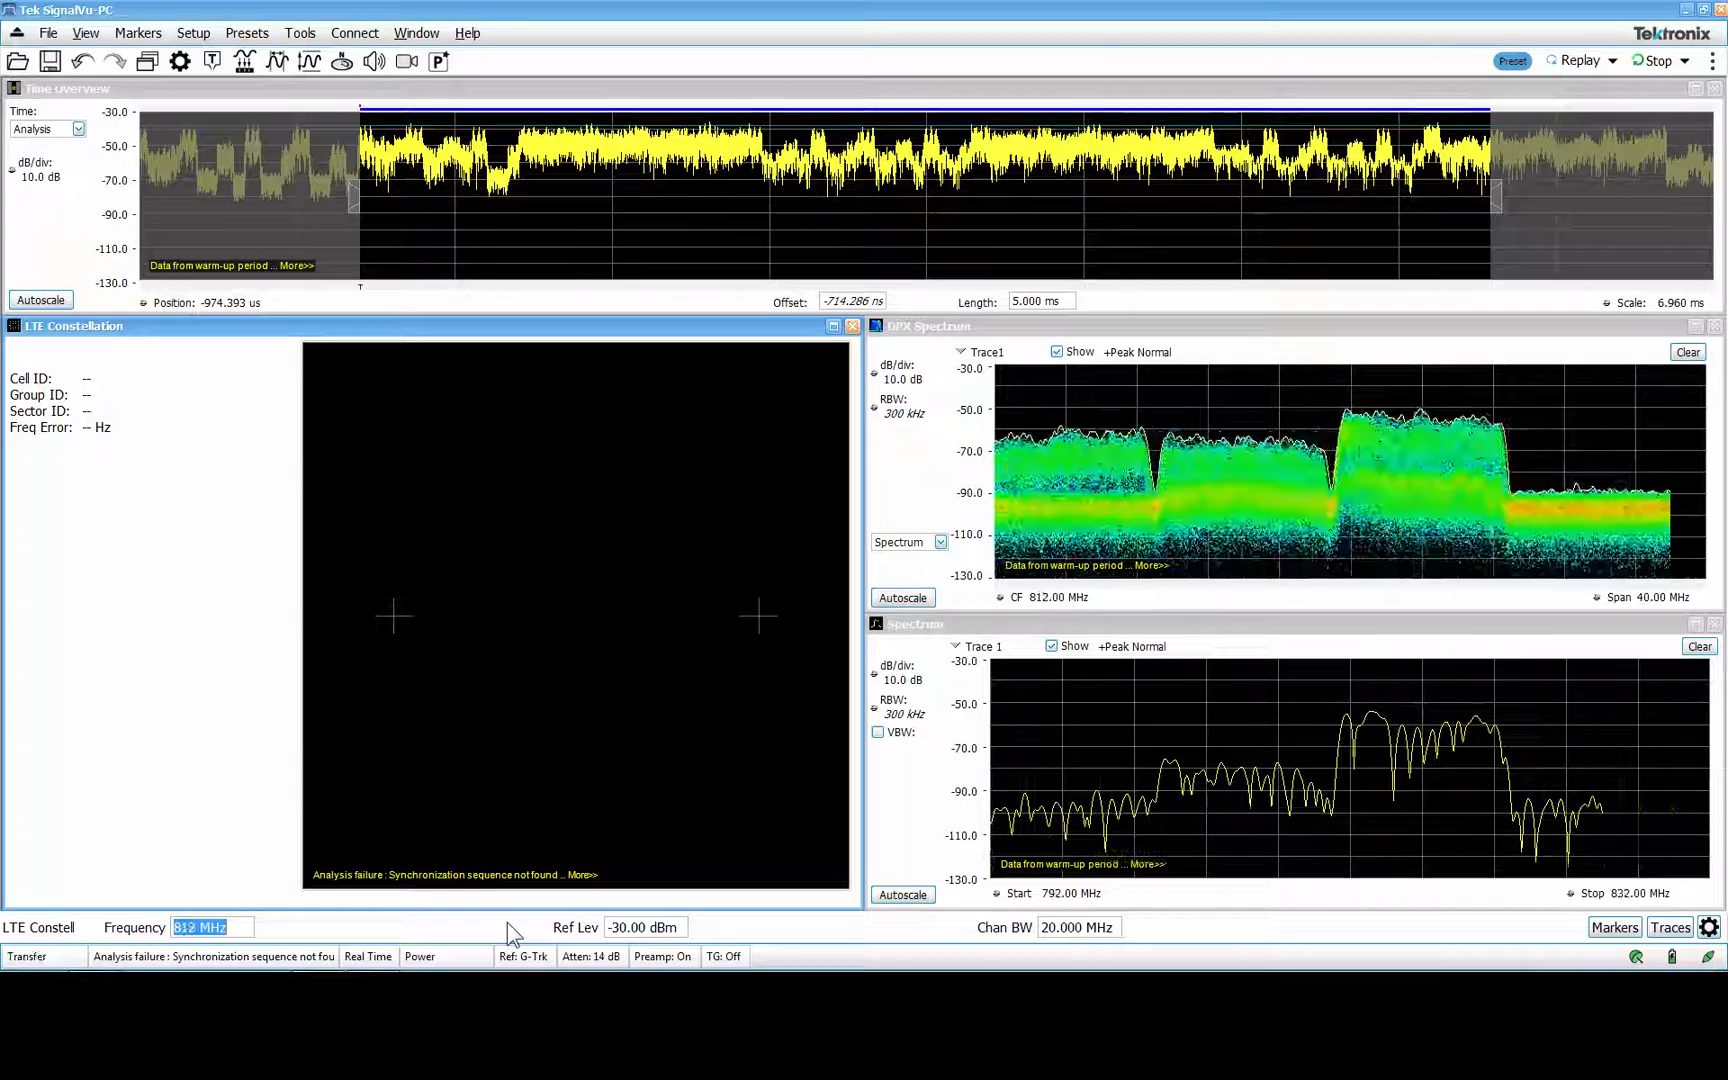 Tek SignalVu-PC
File View Markers Setup Presets Tools Connect Window Help
Tektronix
Preset Replay Stop
Time Overview
Time:
Analysis
dB/div:
10.0 dB
-30.0
-50.0
-70.0
-90.0
-110.0
-130.0
Data from warm-up period ... More>>
T
Autoscale
Position: -974.393 us
Offset: -714.286 ns
Length: 5.000 ms
Scale: 6.960 ms
LTE Constellation
Cell ID: --
Group ID: --
Sector ID: --
Freq Error: -- Hz
Analysis failure : Synchronization sequence not found .. More>>
DPX Spectrum
dB/div:
10.0 dB
RBW:
300 kHz
Trace1 Show +Peak Normal Clear
-30.0
-50.0
-70.0
-90.0
-110.0
-130.0
Spectrum
Data from warm-up period ... More>>
Autoscale
CF 812.00 MHz
Span 40.00 MHz
Spectrum
Trace 1 Show +Peak Normal Clear
dB/div:
10.0 dB
RBW:
300 kHz
VBW:
-30.0
-50.0
-70.0
-90.0
-110.0
-130.0
Data from warm-up period ... More>>
Autoscale
Start 792.00 MHz
Stop 832.00 MHz
LTE Constell Frequency 812 MHz Ref Lev -30.00 dBm Chan BW 20.000 MHz Markers Traces
Transfer Analysis failure : Synchronization sequence not fou Real Time Power Ref: G-Trk Atten: 14 dB Preamp: On TG: Off